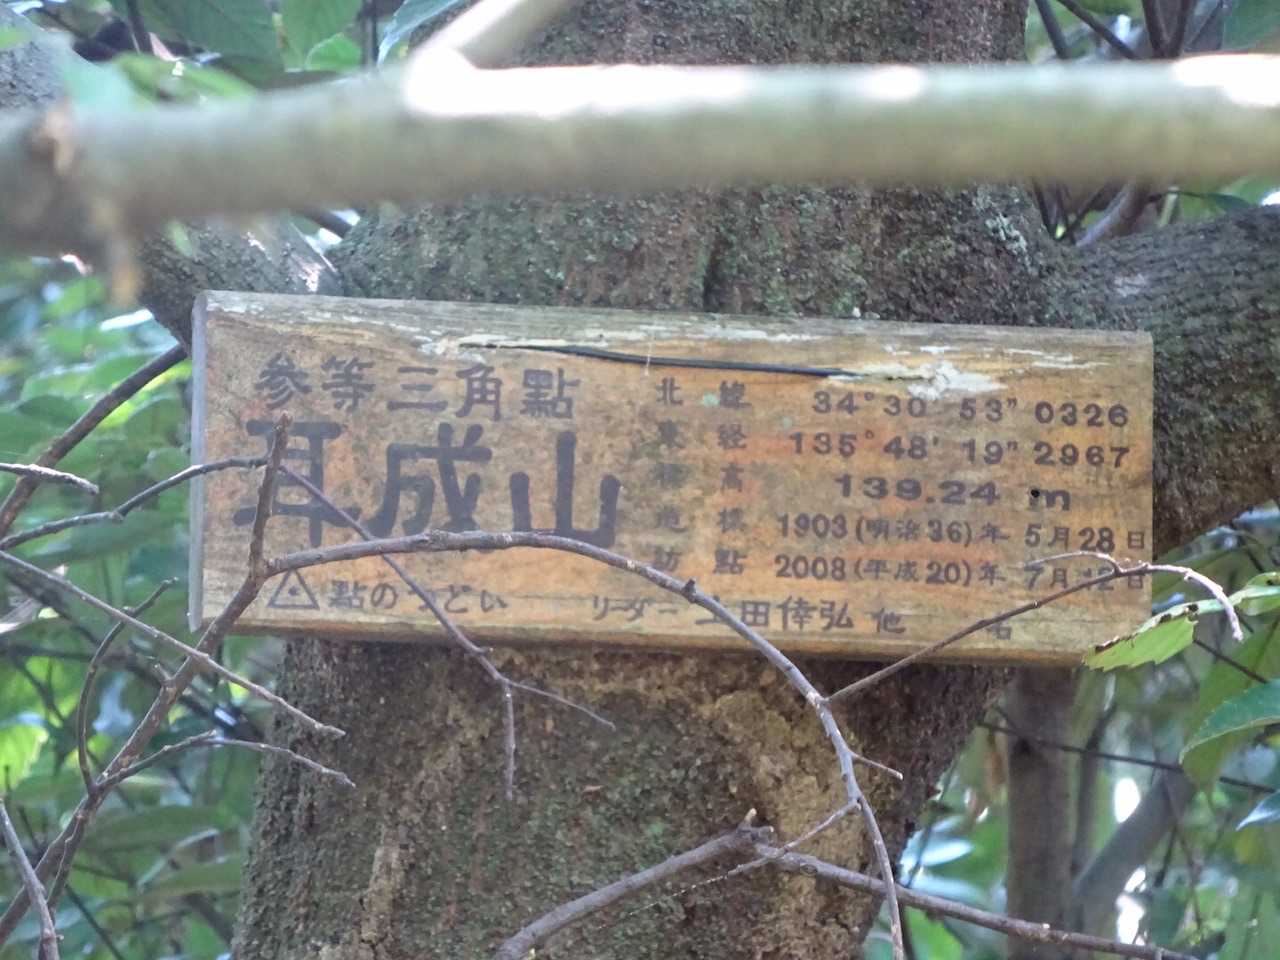 参等三角點
耳成山
北 緯 34°30′53″0326
東 経 135°48′19″2967
標 高 139.24 m
造 標 1903(明治36)年 5月28日
訪 點 2008(平成20)年 7月12日
點のつどい リーダー 上田倖弘 他 名